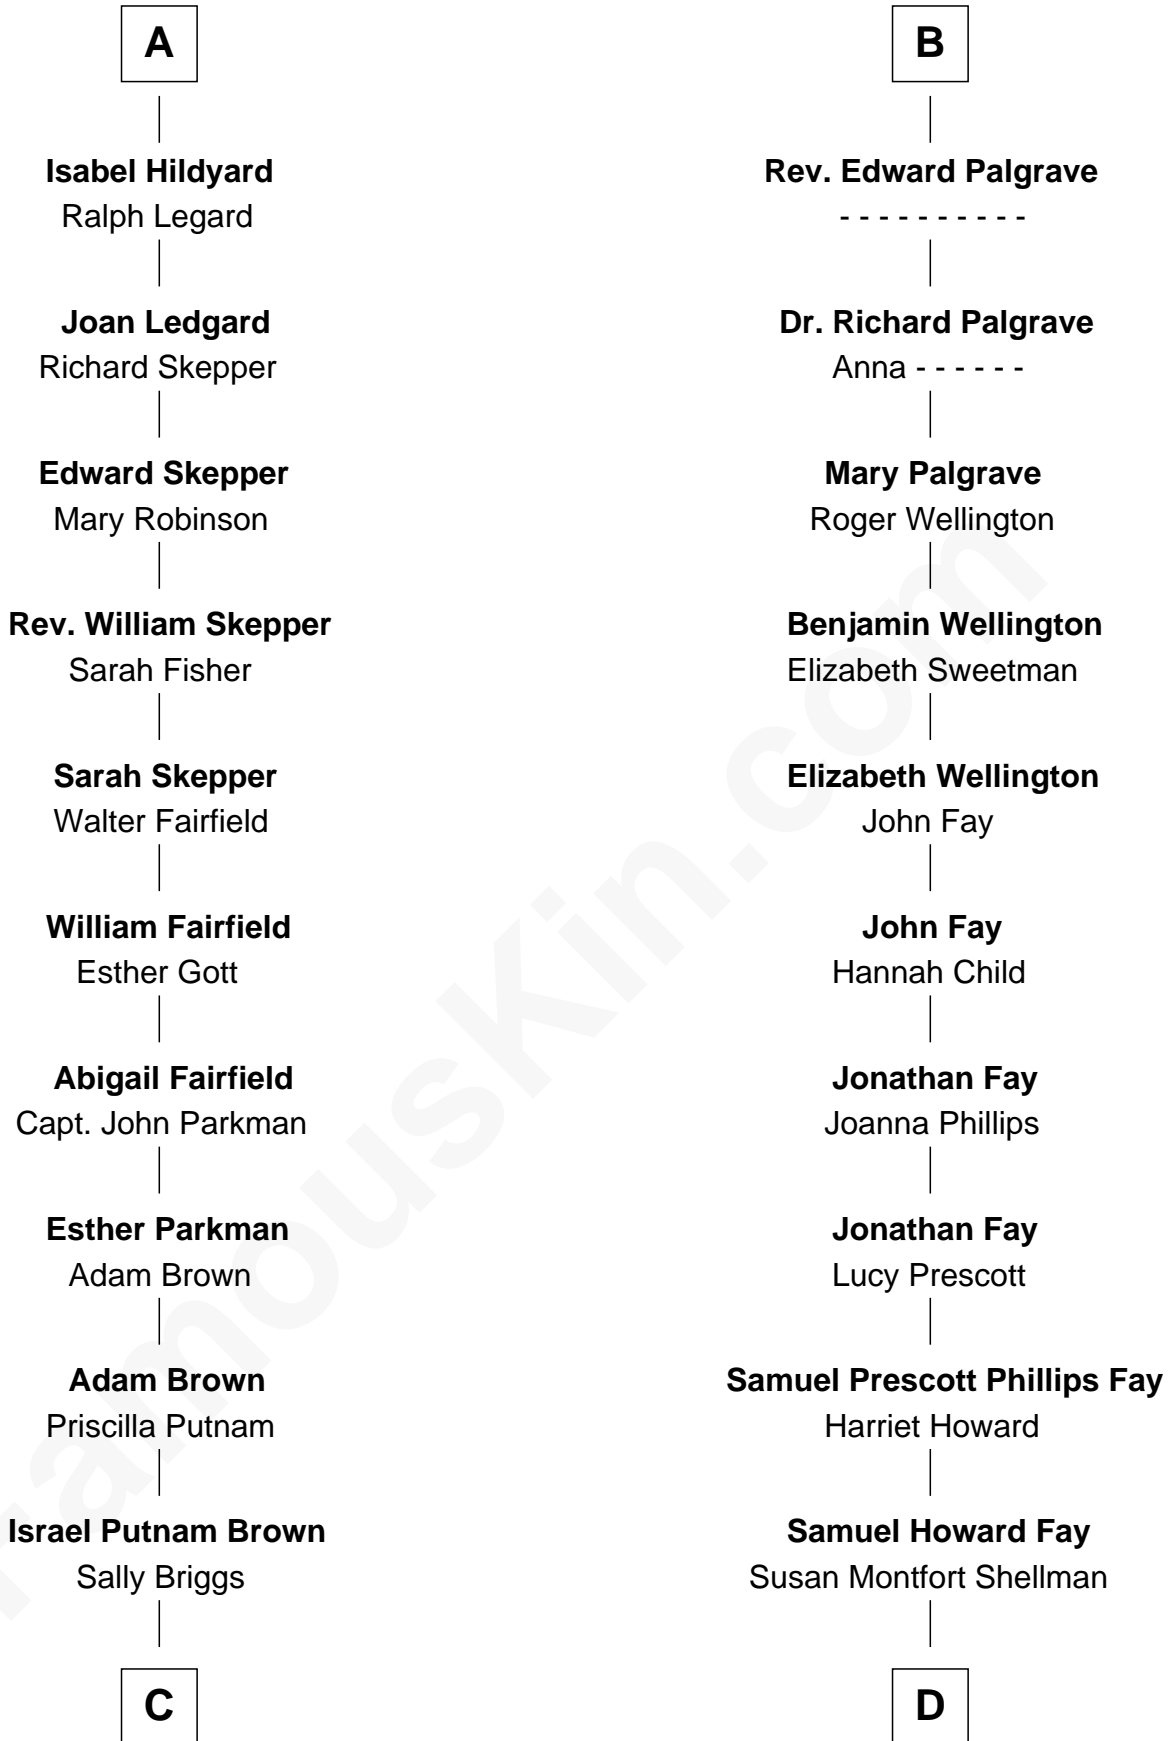 A
Isabel Hildyard
Ralph Legard
Joan Ledgard
Richard Skepper
Edward Skepper
Mary Robinson
Rev. William Skepper
Sarah Fisher
Sarah Skepper
Walter Fairfield
William Fairfield
Esther Gott
Abigail Fairfield
Capt. John Parkman
Esther Parkman
Adam Brown
Adam Brown
Priscilla Putnam
Israel Putnam Brown
Sally Briggs
C
B
Rev. Edward Palgrave
- - - - - - - - - -
Dr. Richard Palgrave
Anna - - - - - -
Mary Palgrave
Roger Wellington
Benjamin Wellington
Elizabeth Sweetman
Elizabeth Wellington
John Fay
John Fay
Hannah Child
Jonathan Fay
Joanna Phillips
Jonathan Fay
Lucy Prescott
Samuel Prescott Phillips Fay
Harriet Howard
Samuel Howard Fay
Susan Montfort Shellman
D
FamousKin.com